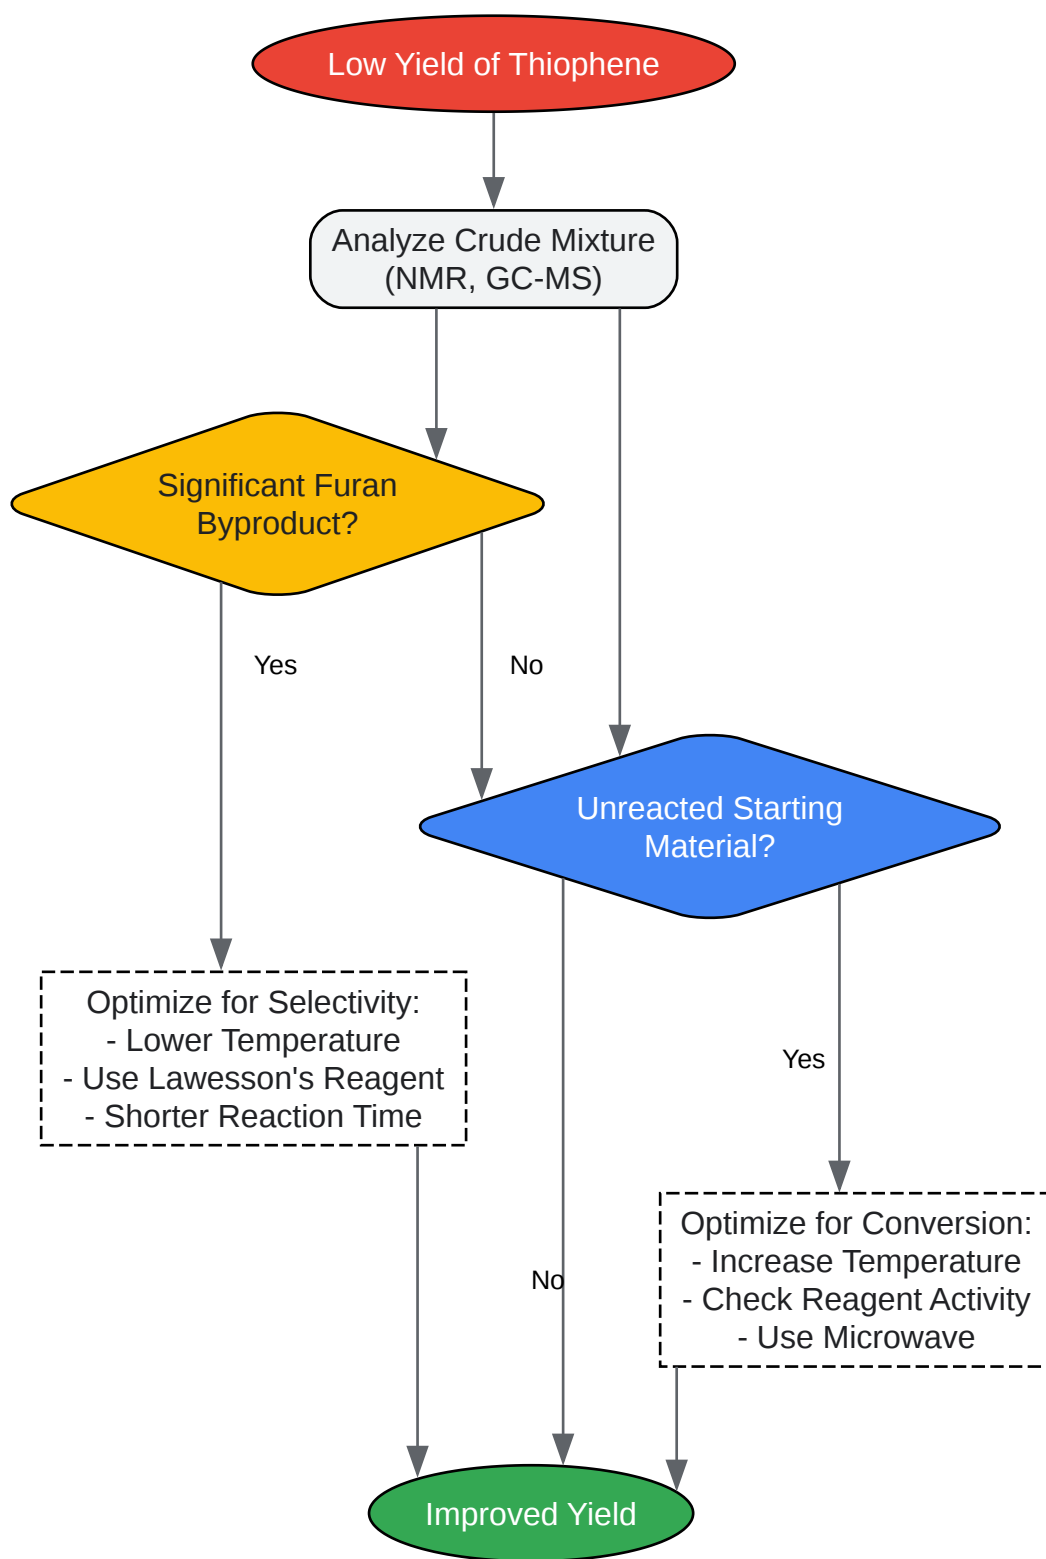 Low Yield of Thiophene
Analyze Crude Mixture
(NMR, GC-MS)
Significant Furan
Byproduct?
Yes
No
Unreacted Starting
Material?
Optimize for Selectivity:
- Lower Temperature
- Use Lawesson's Reagent
- Shorter Reaction Time
Yes
Optimize for Conversion:
- Increase Temperature
- Check Reagent Activity
- Use Microwave
No
Improved Yield